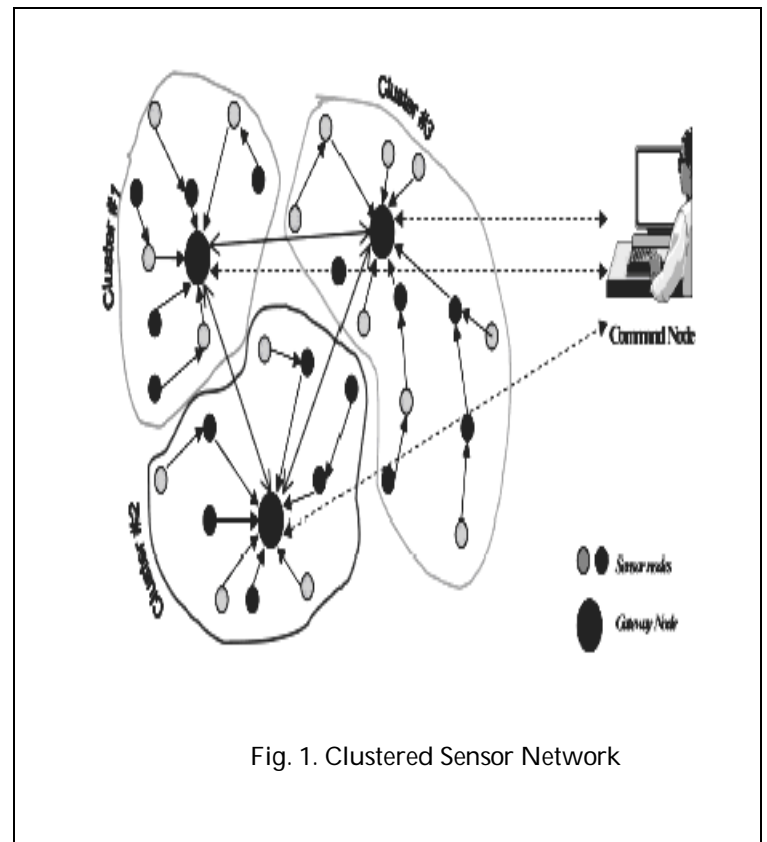 Cluster #1
Cluster #3
Command Node
Cluster #2
Sensor nodes
Gateway Node
Fig. 1. Clustered Sensor Network